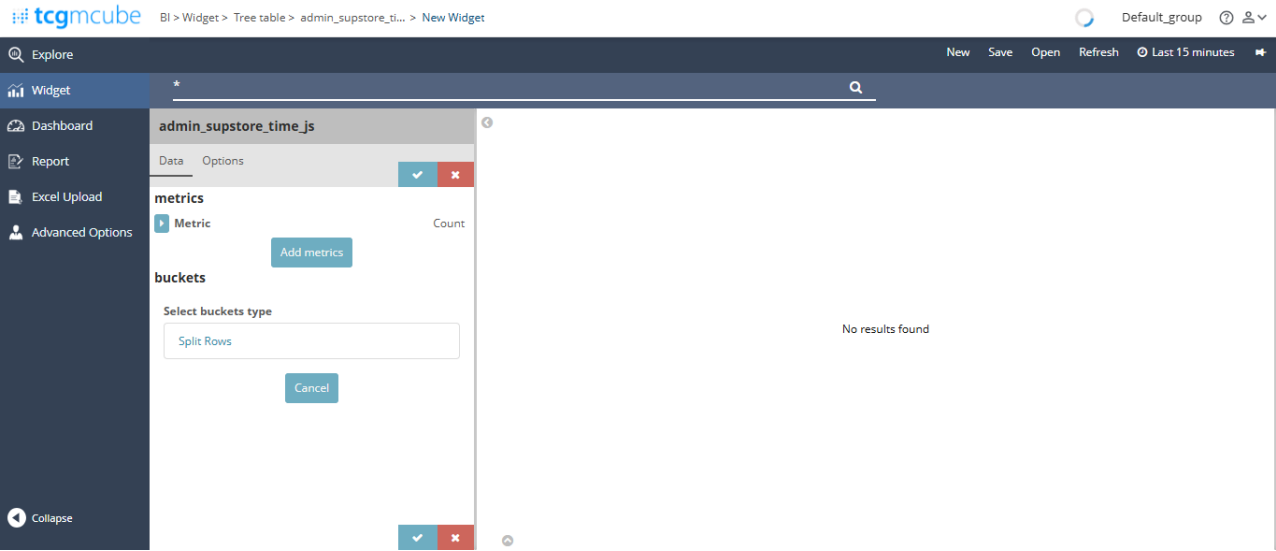 tcgmcube
BI > Widget > Tree table > admin_supstore_ti... > New Widget
Default_group
Explore
New Save Open Refresh Last 15 minutes
Widget
*
Dashboard
Report
Excel Upload
Advanced Options
Collapse
admin_supstore_time_js
Data Options
metrics
Metric Count
Add metrics
buckets
Select buckets type
Split Rows
Cancel
No results found